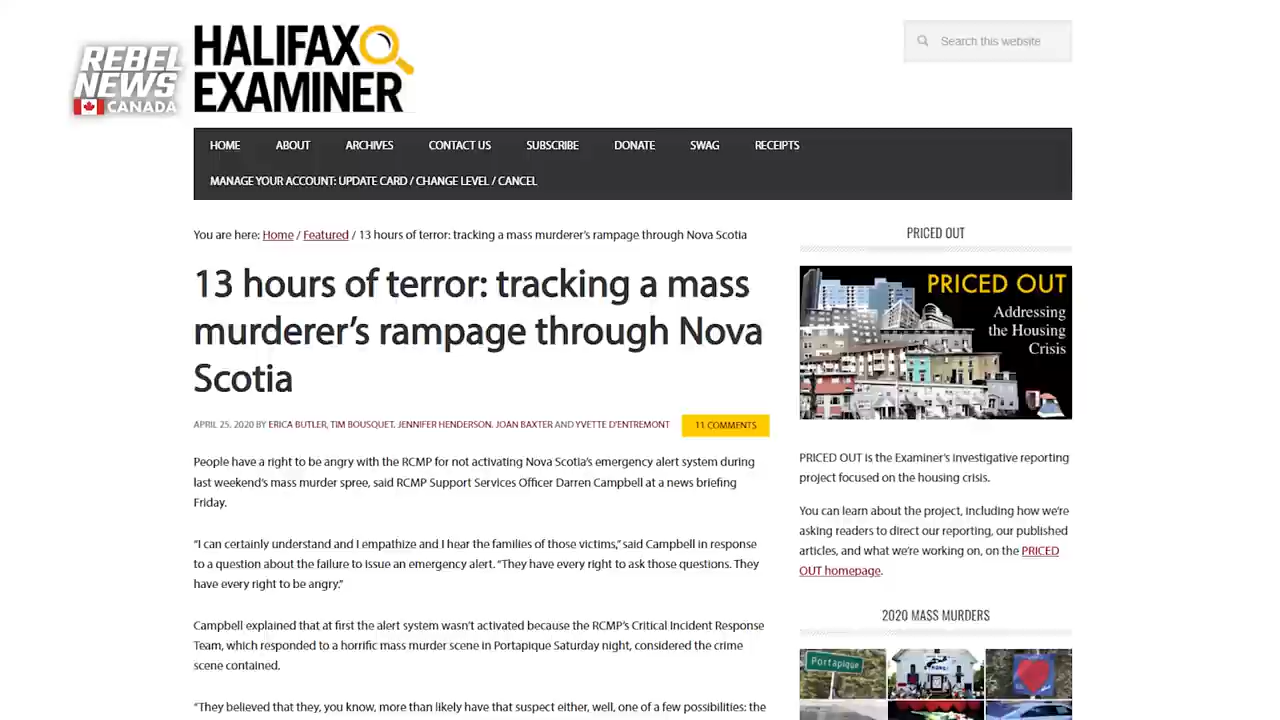 REBEL
NEWS
CANADA
HALIFAX
EXAMINER
Search this website
HOME ABOUT ARCHIVES CONTACT US SUBSCRIBE DONATE SWAG RECEIPTS
MANAGE YOUR ACCOUNT: UPDATE CARD / CHANGE LEVEL / CANCEL
You are here: Home / Featured / 13 hours of terror: tracking a mass murderer's rampage through Nova Scotia
13 hours of terror: tracking a mass
murderer's rampage through Nova
Scotia
APRIL 25, 2020 BY ERICA BUTLER, TIM BOUSQUET, JENNIFER HENDERSON, JOAN BAXTER AND YVETTE D'ENTREMONT
11 COMMENTS
People have a right to be angry with the RCMP for not activating Nova Scotia's emergency alert system during
last weekend's mass murder spree, said RCMP Support Services Officer Darren Campbell at a news briefing
Friday.
“I can certainly understand and I empathize and I hear the families of those victims,” said Campbell in response
to a question about the failure to issue an emergency alert. “They have every right to ask those questions. They
have every right to be angry.”
Campbell explained that at first the alert system wasn't activated because the RCMP's Critical Incident Response
Team, which responded to a horrific mass murder scene in Portapique Saturday night, considered the crime
scene contained.
“They believed that they, you know, more than likely have that suspect either, well, one of a few possibilities: the
PRICED OUT
PRICED OUT
Addressing
the Housing
Crisis
PRICED OUT is the Examiner's investigative reporting
project focused on the housing crisis.
You can learn about the project, including how we're
asking readers to direct our reporting, our published
articles, and what we're working on, on the PRICED
OUT homepage.
2020 MASS MURDERS
Portapique